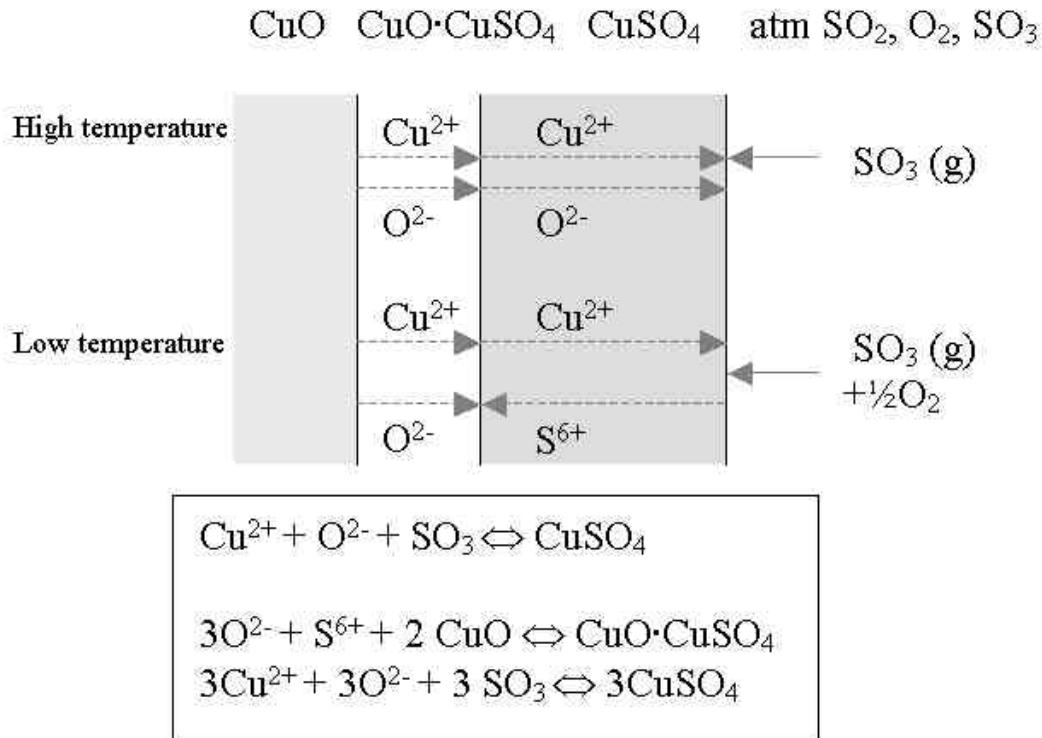 CuO CuO·CuSO₄ CuSO₄ atm SO₂, O₂, SO₃
High temperature
Cu²⁺ Cu²⁺
SO₃ (g)
O²⁻ O²⁻
Cu²⁺ Cu²⁺
Low temperature
SO₃ (g)
+½O₂
O²⁻ S⁶⁺
Cu²⁺ + O²⁻ + SO₃ ⇔ CuSO₄
3O²⁻ + S⁶⁺ + 2 CuO ⇔ CuO·CuSO₄
3Cu²⁺ + 3O²⁻ + 3 SO₃ ⇔ 3CuSO₄